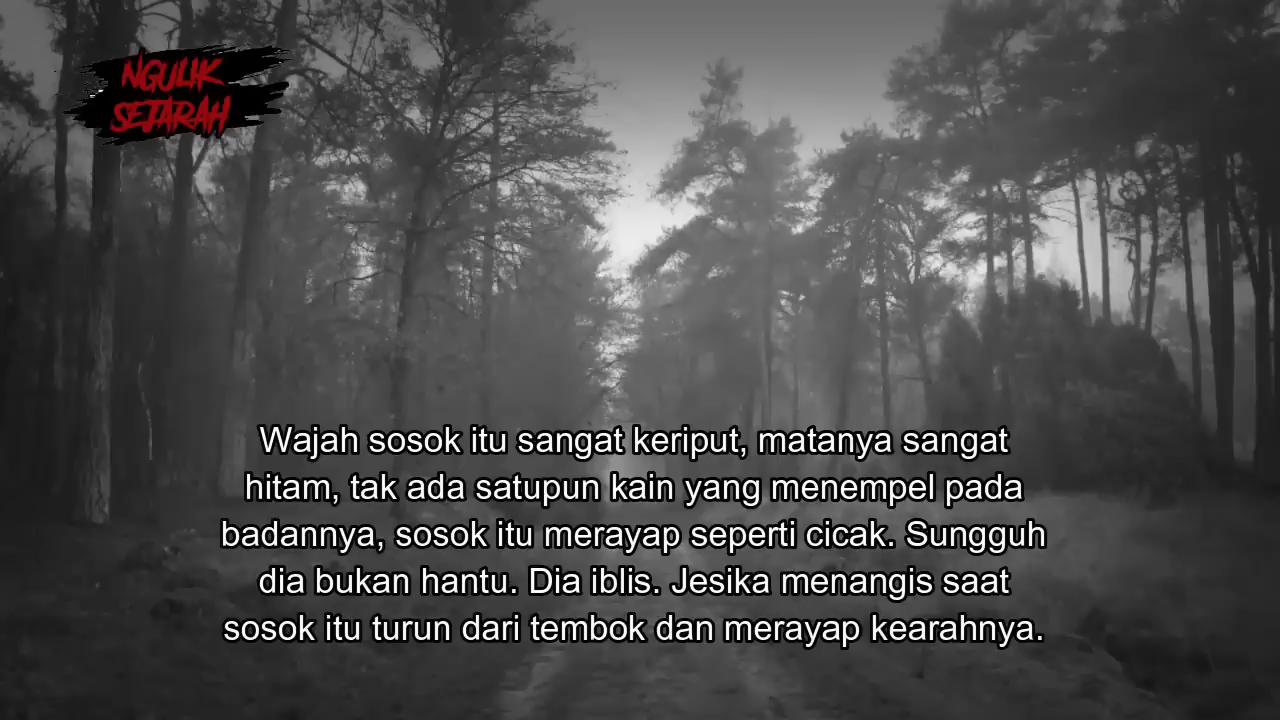 NGULIK
SEJARAH
Wajah sosok itu sangat keriput, matanya sangat
hitam, tak ada satupun kain yang menempel pada
badannya, sosok itu merayap seperti cicak. Sungguh
dia bukan hantu. Dia iblis. Jesika menangis saat
sosok itu turun dari tembok dan merayap kearahnya.